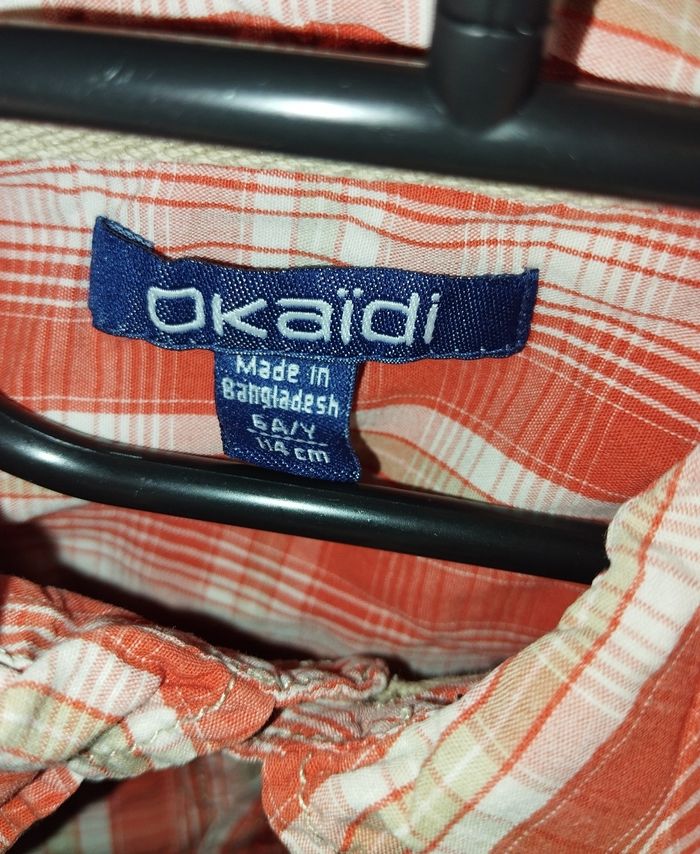 Okaïdi
Made in
Bangladesh
6A/Y
114 cm